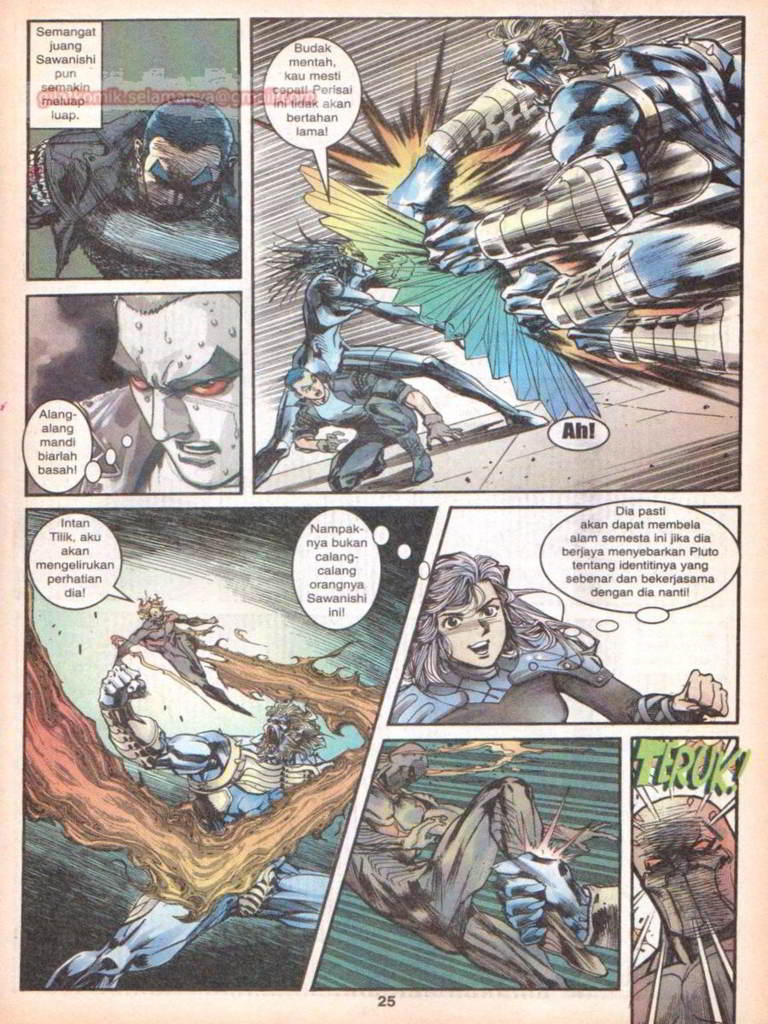 Semangat
juang
Sawanishi
pun
semakin
meluap
luap.
Budak
mentah,
kau mesti
cepat! Perisai
ini tidak akan
bertahan
lama!
Ah!
Alang-
alang
mandi
biarlah
basah!
Intan
Tilik, aku
akan
mengelirukan
perhatian
dia!
Nampak-
nya bukan
calang-
calang
orangnya
Sawanishi
ini!
Dia pasti
akan dapat membela
alam semesta ini jika dia
berjaya menyebarkan Pluto
tentang identitinya yang
sebenar dan bekerjasama
dengan dia nanti!
TERUK!
25